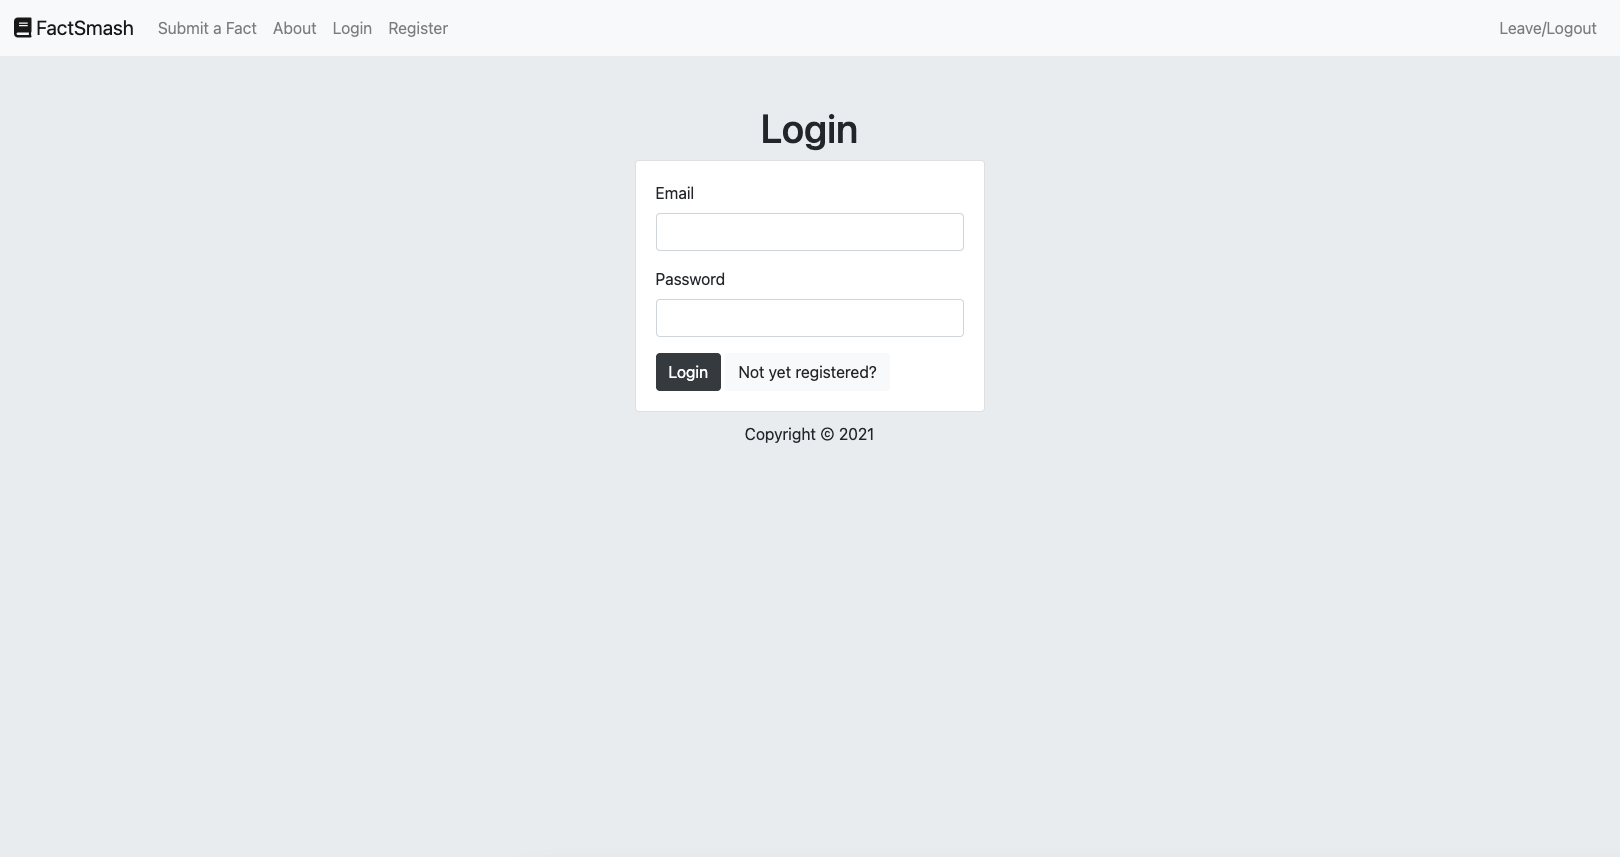 FactSmash Submit a Fact About Login Register Leave/Logout
Login
Email
Password
Login Not yet registered?
Copyright © 2021